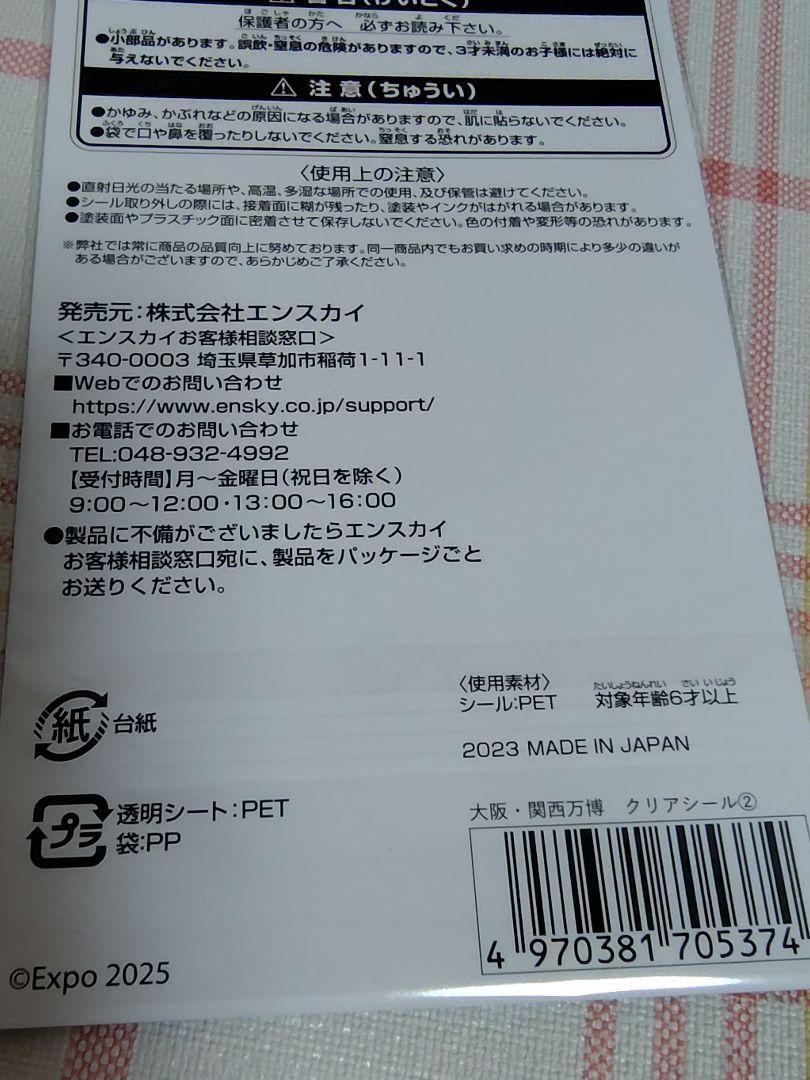 保護者の方へ 必ずお読み下さい。
●小部品があります。誤飲・窒息の危険がありますので、3才未満のお子様には絶対に
与えないでください。
⚠ 注意(ちゅうい)
●かゆみ、かぶれなどの原因になる場合がありますので、肌に貼らないでください。
●袋で口や鼻を覆ったりしないでください。窒息する恐れがあります。
〈使用上の注意〉
●直射日光の当たる場所や、高温、多湿な場所での使用、及び保管は避けてください。
●シール取り外しの際には、接着面に糊が残ったり、塗装やインクがはがれる場合があります。
●塗装面やプラスチック面に密着させて保存しないでください。色の付着や変形等の恐れがあります。
※弊社では常に商品の品質向上に努めております。同一商品内でもお買い求めの時期により多少の違いが
ある場合がございますので、あらかじめご了承ください。
発売元:株式会社エンスカイ
<エンスカイお客様相談窓口>
〒340-0003 埼玉県草加市稲荷1-11-1
■Webでのお問い合わせ
https://www.ensky.co.jp/support/
■お電話でのお問い合わせ
TEL:048-932-4992
【受付時間】月〜金曜日(祝日を除く)
9:00〜12:00・13:00〜16:00
●製品に不備がございましたらエンスカイ
お客様相談窓口宛に、製品をパッケージごと
お送りください。
紙 台紙
〈使用素材〉
シール:PET
たいしょうねんれい さい いじょう
対象年齢6才以上
2023 MADE IN JAPAN
プラ 透明シート:PET
袋:PP
大阪・関西万博 クリアシール②
4 970381 705374
©Expo 2025